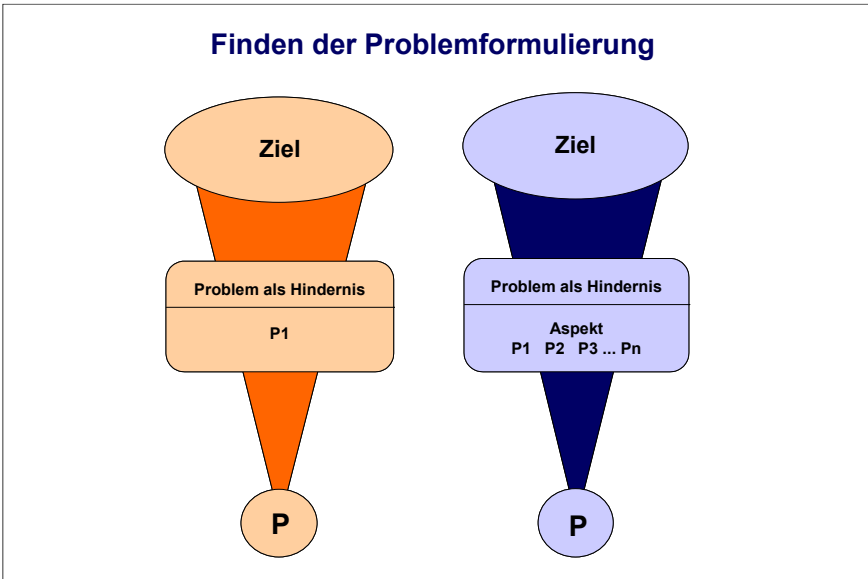 Finden der Problemformulierung
Ziel
Problem als Hindernis
P1
P
Ziel
Problem als Hindernis
Aspekt
P1 P2 P3 ... Pn
P